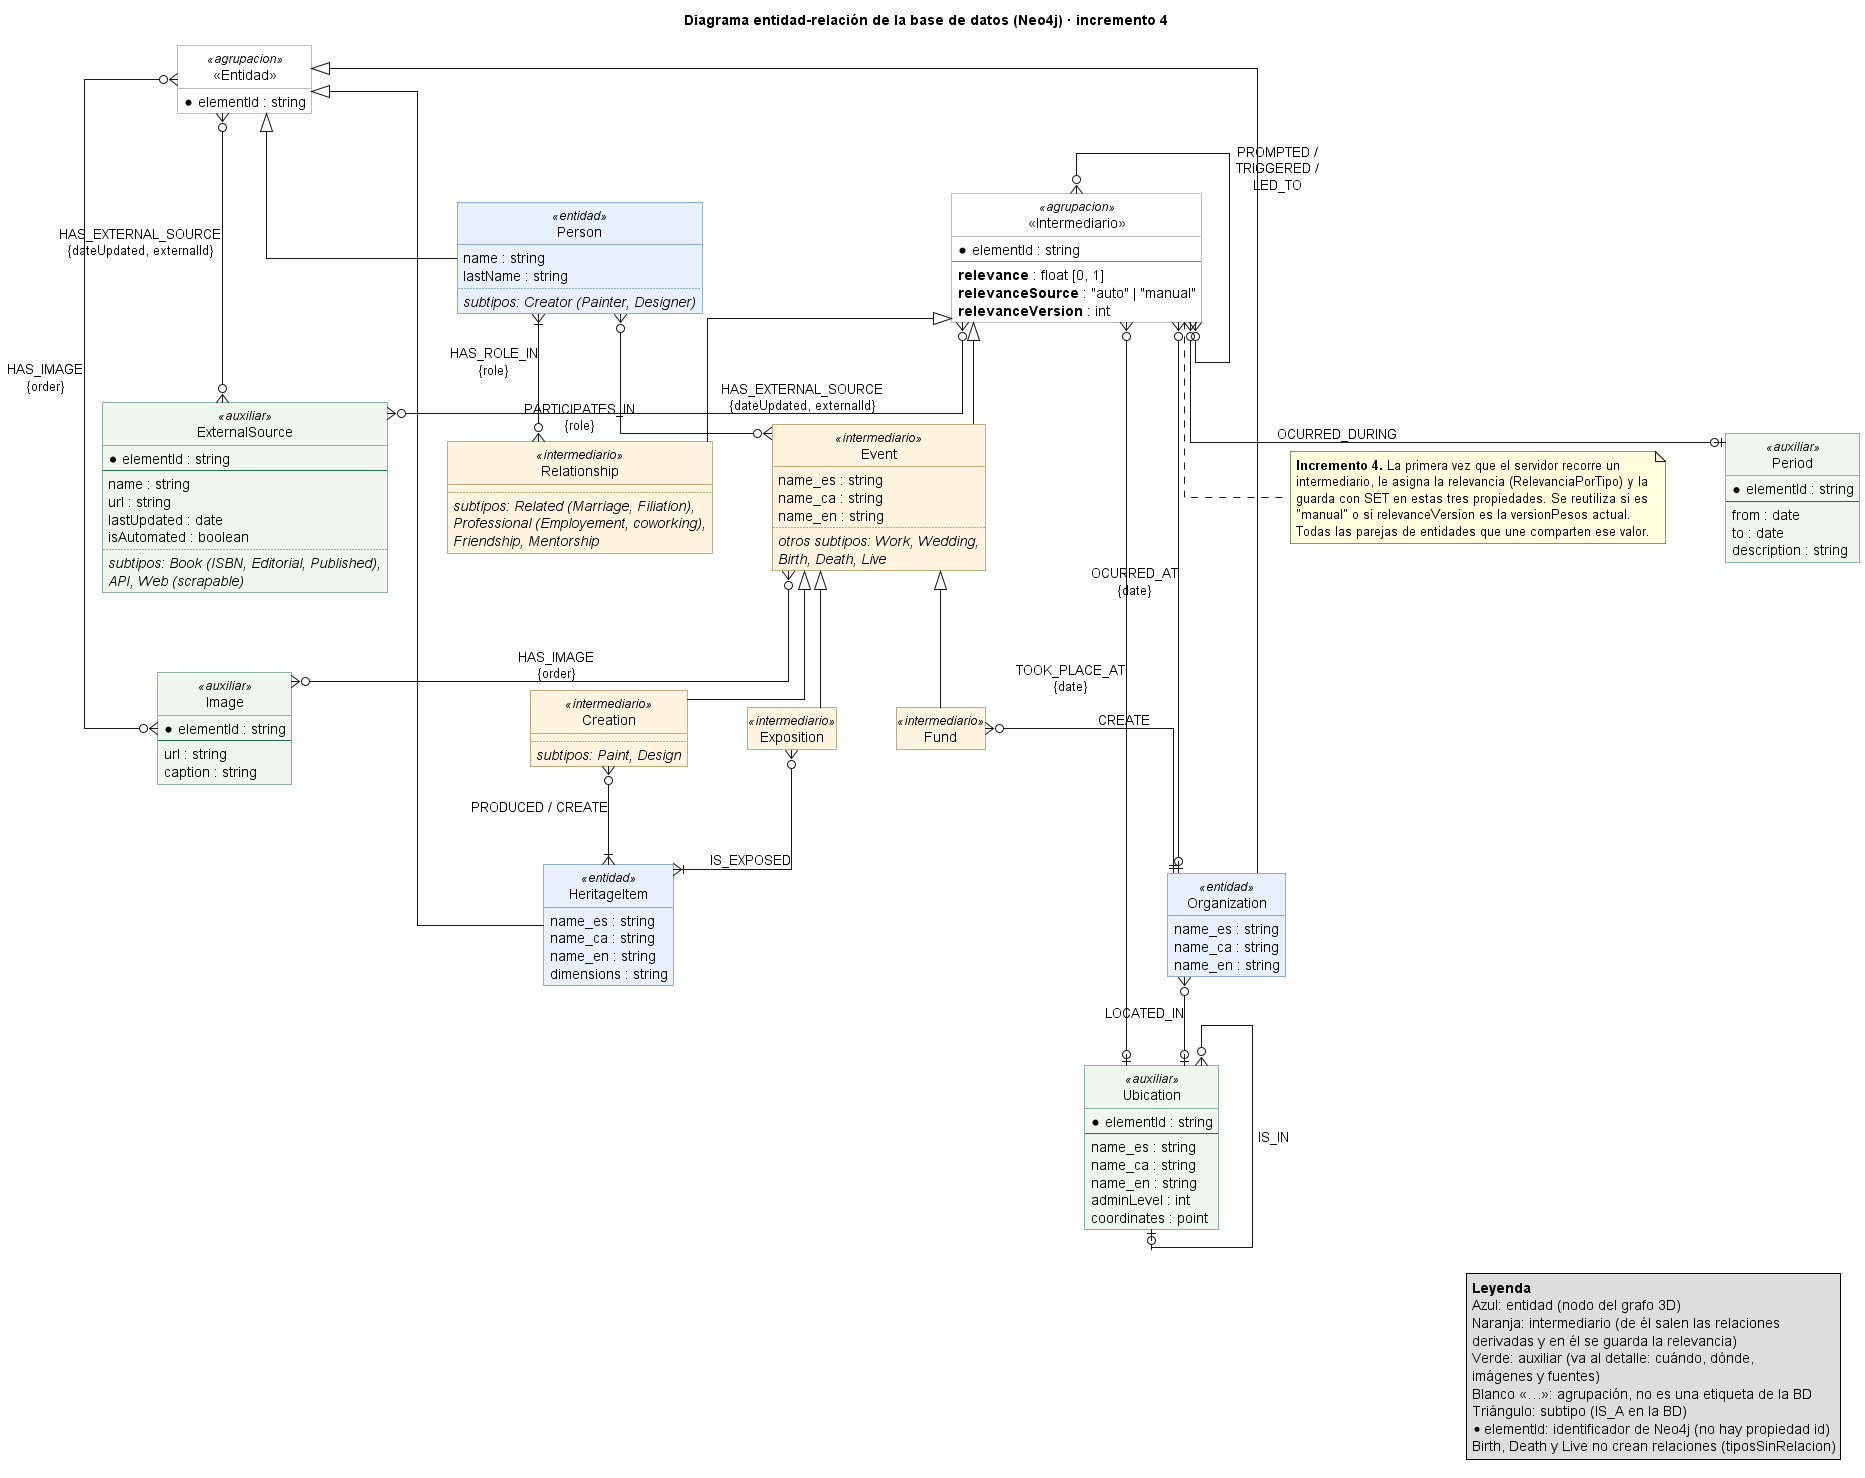 Diagrama entidad-relación de la base de datos (Neo4j) · incremento 4
«agrupacion»
«Entidad»
● elementId : string
PROMPTED /
TRIGGERED /
LED_TO
«agrupacion»
«Intermediario»
● elementId : string
relevance : float [0, 1]
relevanceSource : "auto" | "manual"
relevanceVersion : int
«entidad»
Person
name : string
lastName : string
subtipos: Creator (Painter, Designer)
HAS_EXTERNAL_SOURCE
{dateUpdated, externalId}
HAS_IMAGE
{order}
HAS_ROLE_IN
{role}
PARTICIPATES_IN
{role}
HAS_EXTERNAL_SOURCE
{dateUpdated, externalId}
«auxiliar»
ExternalSource
● elementId : string
name : string
url : string
lastUpdated : date
isAutomated : boolean
subtipos: Book (ISBN, Editorial, Published),
API, Web (scrapable)
«intermediario»
Relationship
subtipos: Related (Marriage, Filiation),
Professional (Employement, coworking),
Friendship, Mentorship
«intermediario»
Event
name_es : string
name_ca : string
name_en : string
otros subtipos: Work, Wedding,
Birth, Death, Live
OCURRED_DURING
Incremento 4. La primera vez que el servidor recorre un
intermediario, le asigna la relevancia (RelevanciaPorTipo) y la
guarda con SET en estas tres propiedades. Se reutiliza si es
"manual" o si relevanceVersion es la versionPesos actual.
Todas las parejas de entidades que une comparten ese valor.
«auxiliar»
Period
● elementId : string
from : date
to : date
description : string
OCURRED_AT
{date}
HAS_IMAGE
{order}
TOOK_PLACE_AT
{date}
«auxiliar»
Image
● elementId : string
url : string
caption : string
«intermediario»
Creation
subtipos: Paint, Design
«intermediario»
Exposition
«intermediario»
Fund
CREATE
PRODUCED / CREATE
IS_EXPOSED
«entidad»
HeritageItem
name_es : string
name_ca : string
name_en : string
dimensions : string
«entidad»
Organization
name_es : string
name_ca : string
name_en : string
LOCATED_IN
«auxiliar»
Ubication
● elementId : string
name_es : string
name_ca : string
name_en : string
adminLevel : int
coordinates : point
IS_IN
Leyenda
Azul: entidad (nodo del grafo 3D)
Naranja: intermediario (de él salen las relaciones
derivadas y en él se guarda la relevancia)
Verde: auxiliar (va al detalle: cuándo, dónde,
imágenes y fuentes)
Blanco «…»: agrupación, no es una etiqueta de la BD
Triángulo: subtipo (IS_A en la BD)
● elementId: identificador de Neo4j (no hay propiedad id)
Birth, Death y Live no crean relaciones (tiposSinRelacion)